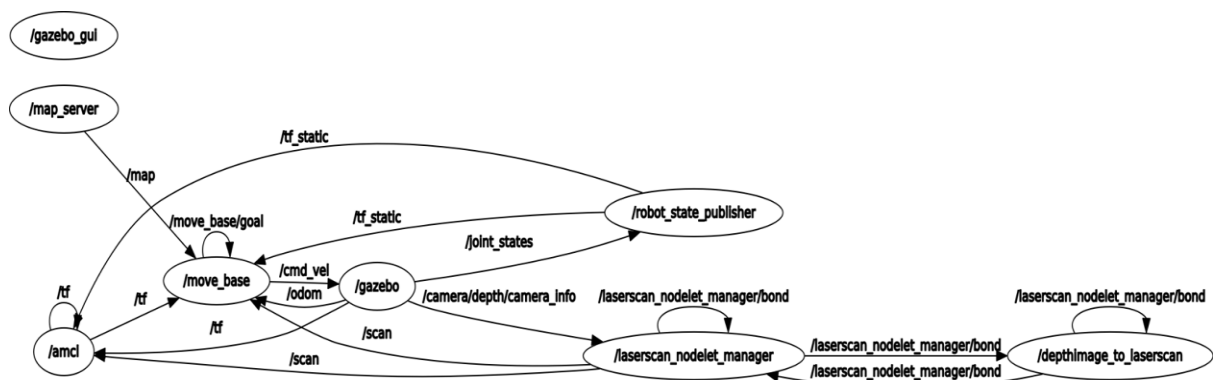 /gazebo_gui
/map_server
/tf_static
/map
/robot_state_publisher
/move_base/goal
/tf_static
/joint_states
/cmd_vel
/move_base
/gazebo
/odom
/camera/depth/camera_info
/laserscan_nodelet_manager/bond
/laserscan_nodelet_manager/bond
/tf
/tf
/tf
/scan
/amcl
/scan
/laserscan_nodelet_manager
/laserscan_nodelet_manager/bond
/laserscan_nodelet_manager/bond
/depthimage_to_laserscan